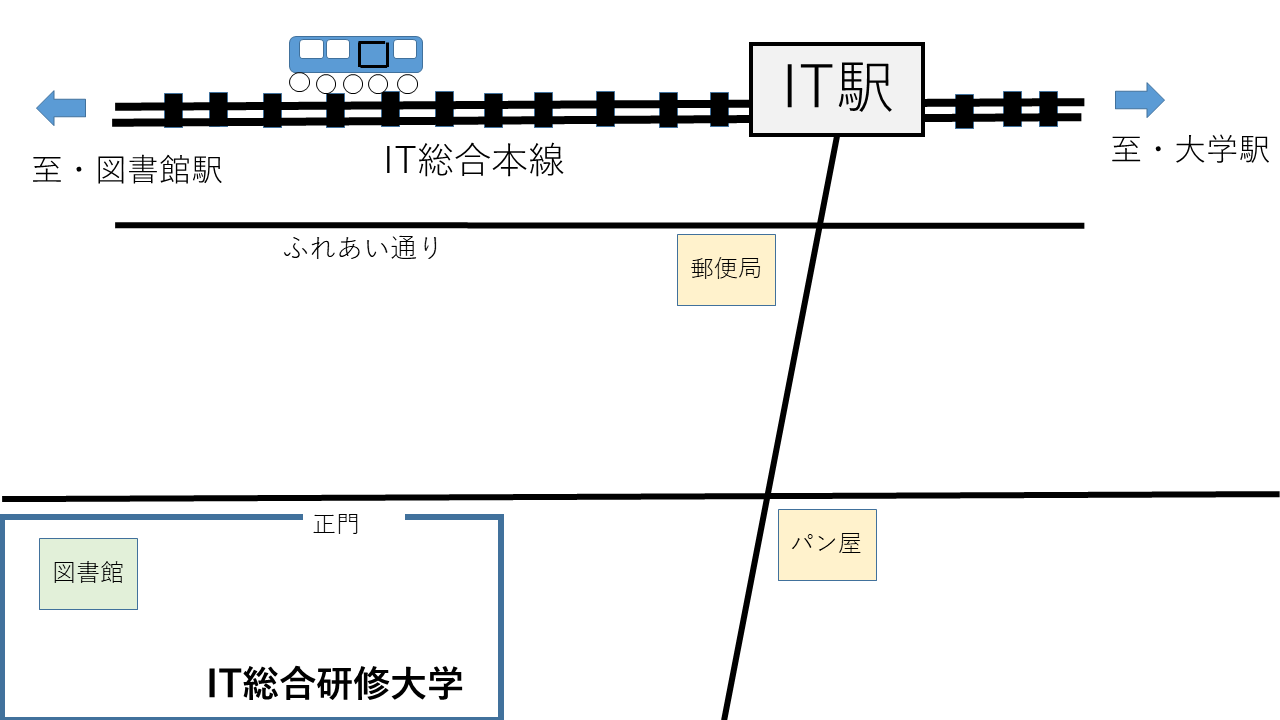 IT駅
至・大学駅
至・図書館駅
IT総合本線
ふれあい通り
郵便局
正門
パン屋
図書館
IT総合研修大学